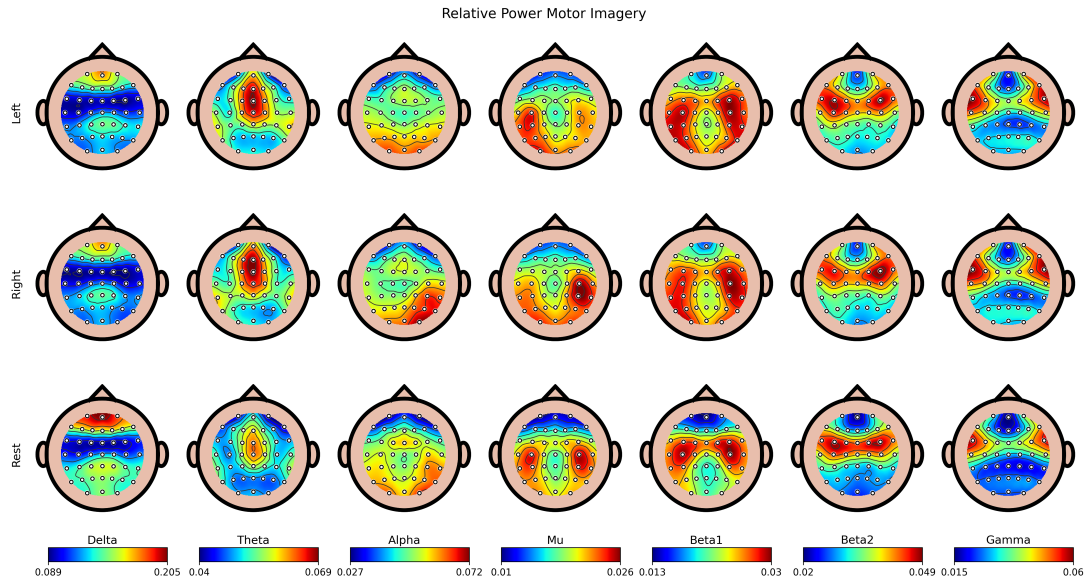 Relative Power Motor Imagery
Left
Right
Rest
Delta
Theta
Alpha
Mu
Beta1
Beta2
Gamma
0.089 0.205
0.04 0.069
0.027 0.072
0.01 0.026
0.013 0.03
0.02 0.049
0.015 0.06